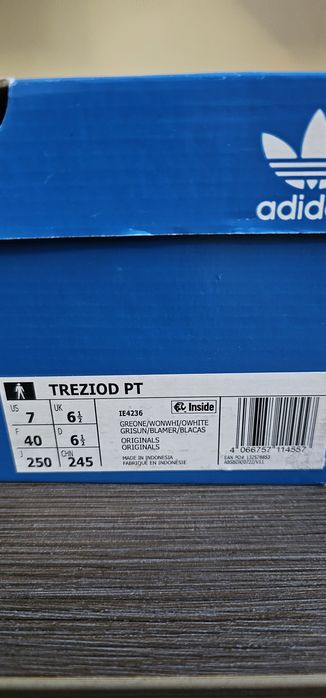 adid
TREZIOD PT
US 7 UK 6½
F 40 D 6½
J 250 CHN 245
IE4236
GREONE/WONWHI/OWHITE
GRISUN/BLAMER/BLACAS
ORIGINALS
ORIGINALS
MADE IN INDONESIA
FABRIQUÉ EN INDONÉSIE
Inside
4 066757 114557